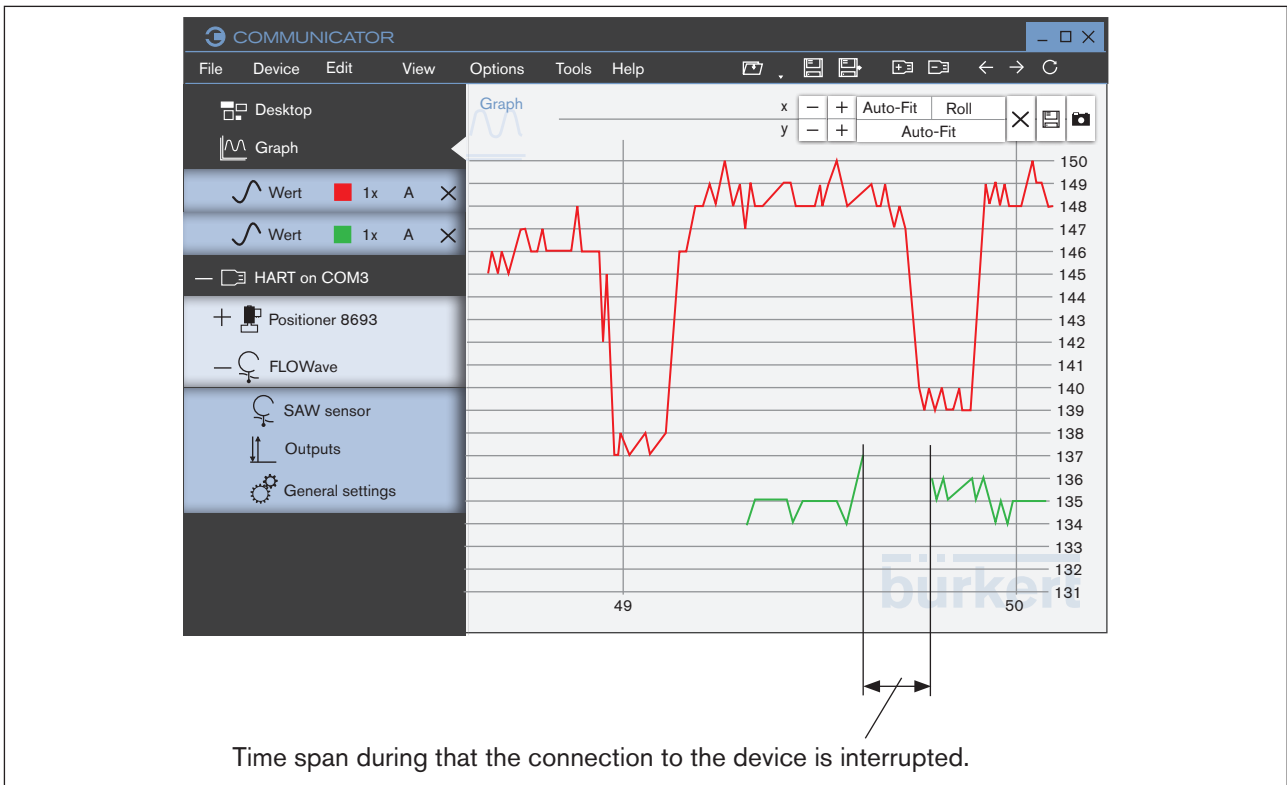 COMMUNICATOR
File Device Edit View Options Tools Help
Desktop
Graph
Wert 1x A
Wert 1x A
HART on COM3
Positioner 8693
FLOWave
SAW sensor
Outputs
General settings
Graph
x − + Auto-Fit Roll
y − + Auto-Fit
150
149
148
147
146
145
144
143
142
141
140
139
138
137
136
135
134
133
132
131
49 50
bürkert
Time span during that the connection to the device is interrupted.